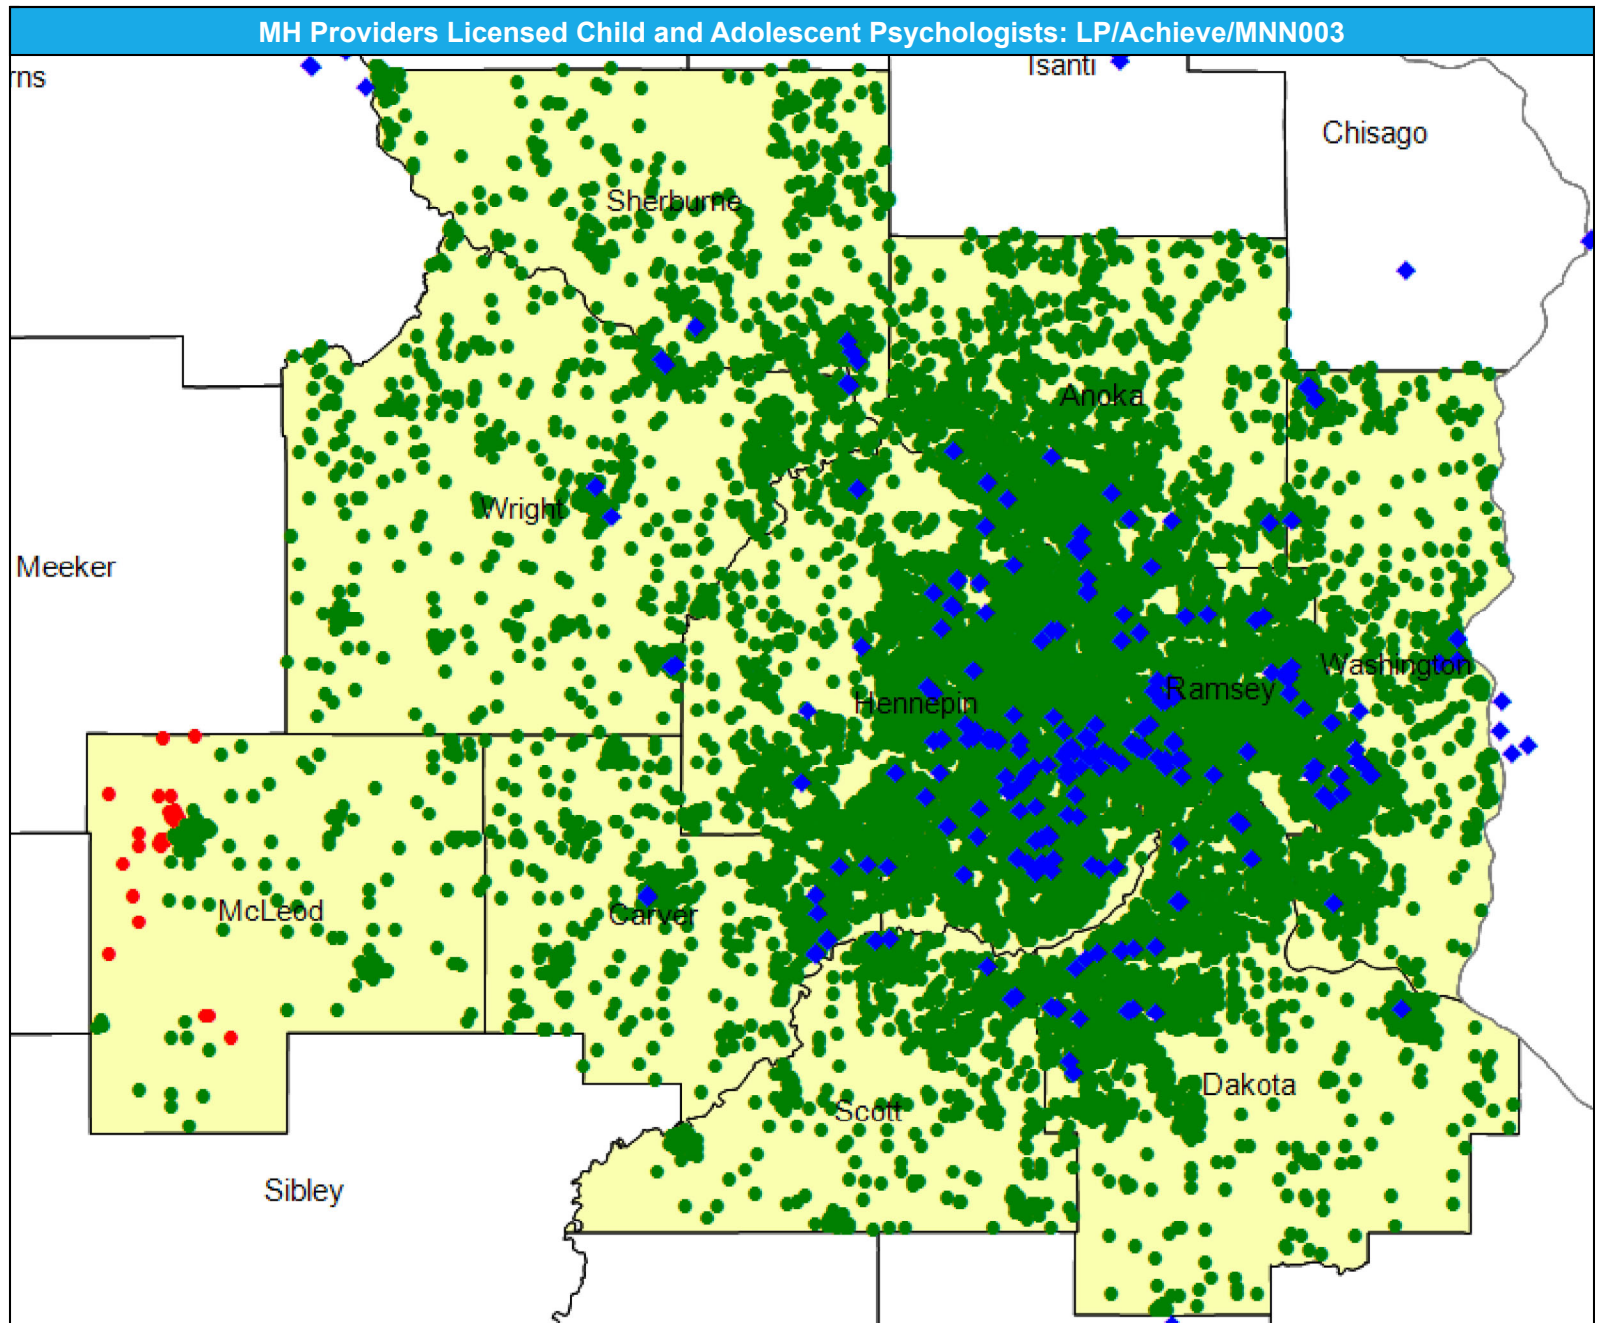 MH Providers Licensed Child and Adolescent Psychologists: LP/Achieve/MNN003
rns
Isanti
Chisago
Sherburne
Anoka
Wright
Meeker
Washington
Ramsey
Hennepin
McLeod
Carver
Dakota
Scott
Sibley